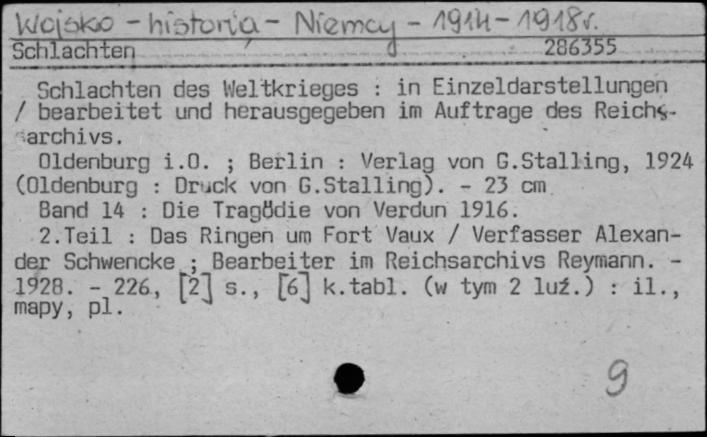 Wojsko - historia - Niemcy - 1914-1918 r.
Schlachten 286355
Schlachten des Weltkrieges : in Einzeldarstellungen
/ bearbeitet und herausgegeben im Auftrage des Reichs-
archivs.
Oldenburg i.O. ; Berlin : Verlag von G.Stalling, 1924
(Oldenburg : Druck von G.Stalling). - 23 cm
Band 14 : Die Tragödie von Verdun 1916.
2.Teil : Das Ringen um Fort Vaux / Verfasser Alexan-
der Schwencke ; Bearbeiter im Reichsarchivs Reymann. -
1928. - 226, [2] s., [6] k.tabl. (w tym 2 luź.) : il.,
mapy, pl.
9